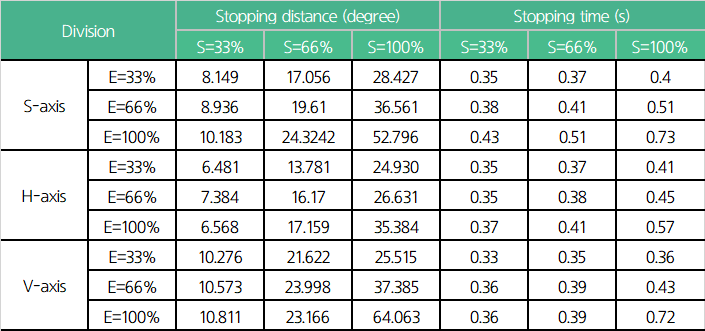 Division Stopping distance (degree) Stopping time (s)
S=33% S=66% S=100% S=33% S=66% S=100%
S-axis E=33% 8.149 17.056 28.427 0.35 0.37 0.4
E=66% 8.936 19.61 36.561 0.38 0.41 0.51
E=100% 10.183 24.3242 52.796 0.43 0.51 0.73
H-axis E=33% 6.481 13.781 24.930 0.35 0.37 0.41
E=66% 7.384 16.17 26.631 0.35 0.38 0.45
E=100% 6.568 17.159 35.384 0.37 0.41 0.57
V-axis E=33% 10.276 21.622 25.515 0.33 0.35 0.36
E=66% 10.573 23.998 37.385 0.36 0.39 0.43
E=100% 10.811 23.166 64.063 0.36 0.39 0.72